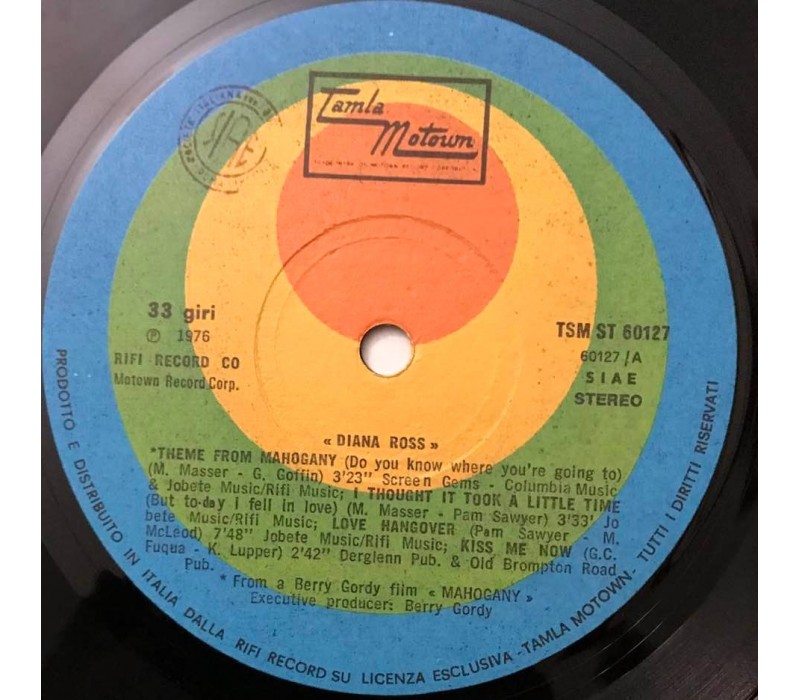 Tamla
Motown
33 giri
℗ 1976
RIFI RECORD CO
Motown Record Corp.
TSM ST 60127
60127/A
SIAE
STEREO
« DIANA ROSS »
*THEME FROM MAHOGANY (Do you know where you're going to)
(M. Masser - G. Goffin) 3'23" Screen Gems - Columbia Music
& Jobete Music/Rifi Music; I THOUGHT IT TOOK A LITTLE TIME
(But to-day i fell in love) (M. Masser - Pam Sawyer) 3'33' Jo
bete Music/Rifi Music; LOVE HANGOVER (Pam Sawyer - M.
McLeod) 7'48" Jobete Music/Rifi Music; KISS ME NOW (G.C.
Fuqua - K. Lupper) 2'42" Derglenn Pub. & Old Brompton Road
Pub.
* From a Berry Gordy film « MAHOGANY »
Executive producer: Berry Gordy
PRODOTTO E DISTRIBUITO IN ITALIA DALLA RIFI RECORD SU LICENZA ESCLUSIVA - TAMLA MOTOWN - TUTTI I DIRITTI RISERVATI